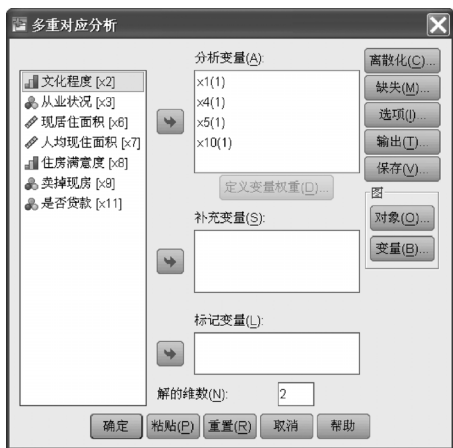 多重对应分析
文化程度 [x2]
从业状况 [x3]
现居住面积 [x6]
人均现住面积 [x7]
住房满意度 [x8]
卖掉现房 [x9]
是否贷款 [x11]
分析变量(A):
x1(1)
x4(1)
x5(1)
x10(1)
定义变量权重(D)...
补充变量(S):
标记变量(L):
解的维数(N): 2
离散化(C)...
缺失(M)...
选项(I)...
输出(T)...
保存(V)...
图
对象(O)...
变量(B)...
确定 粘贴(P) 重置(R) 取消 帮助